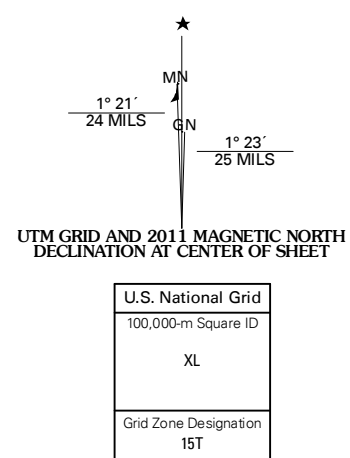 ★
MN
1° 21´
24 MILS
GN
1° 23´
25 MILS
UTM GRID AND 2011 MAGNETIC NORTH
DECLINATION AT CENTER OF SHEET
U.S. National Grid
100,000-m Square ID
XL
Grid Zone Designation
15T